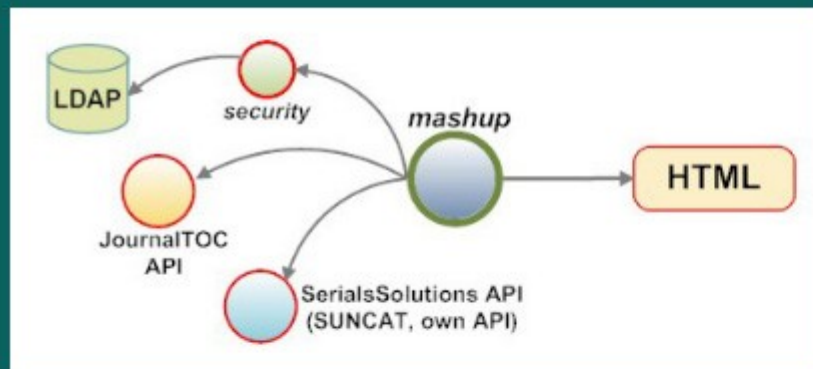 LDAP
security
mashup
HTML
JournalTOC
API
SerialsSolutions API
(SUNCAT, own API)